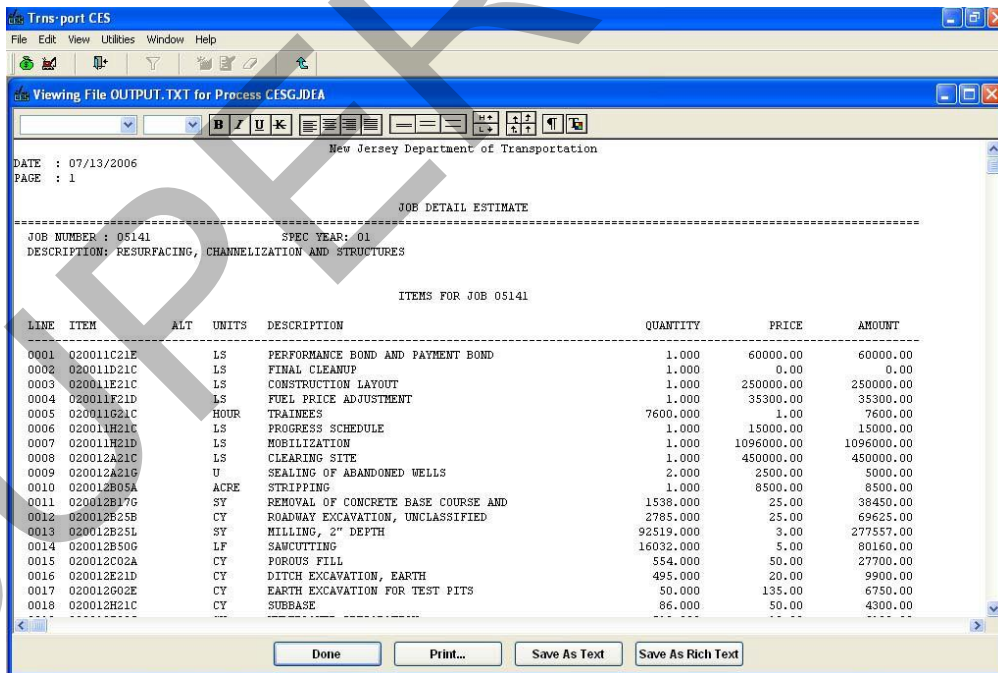 Trns·port CES
File Edit View Utilities Window Help
Viewing File OUTPUT.TXT for Process CESGJDEA
B I U K H L
New Jersey Department of Transportation
DATE : 07/13/2006
PAGE : 1
JOB DETAIL ESTIMATE
JOB NUMBER : 05141 SPEC YEAR: 01
DESCRIPTION: RESURFACING, CHANNELIZATION AND STRUCTURES
ITEMS FOR JOB 05141
LINE ITEM ALT UNITS DESCRIPTION QUANTITY PRICE AMOUNT
0001 020011C21E LS PERFORMANCE BOND AND PAYMENT BOND 1.000 60000.00 60000.00
0002 020011D21C LS FINAL CLEANUP 1.000 0.00 0.00
0003 020011E21C LS CONSTRUCTION LAYOUT 1.000 250000.00 250000.00
0004 020011F21D LS FUEL PRICE ADJUSTMENT 1.000 35300.00 35300.00
0005 020011G21C HOUR TRAINEES 7600.000 1.00 7600.00
0006 020011H21C LS PROGRESS SCHEDULE 1.000 15000.00 15000.00
0007 020011H21D LS MOBILIZATION 1.000 1096000.00 1096000.00
0008 020012A21C LS CLEARING SITE 1.000 450000.00 450000.00
0009 020012A21G U SEALING OF ABANDONED WELLS 2.000 2500.00 5000.00
0010 020012B05A ACRE STRIPPING 1.000 8500.00 8500.00
0011 020012B17G SY REMOVAL OF CONCRETE BASE COURSE AND 1538.000 25.00 38450.00
0012 020012B25B CY ROADWAY EXCAVATION, UNCLASSIFIED 2785.000 25.00 69625.00
0013 020012B25L SY MILLING, 2" DEPTH 92519.000 3.00 277557.00
0014 020012B50G LF SAWCUTTING 16032.000 5.00 80160.00
0015 020012C02A CY POROUS FILL 554.000 50.00 27700.00
0016 020012E21D CY DITCH EXCAVATION, EARTH 495.000 20.00 9900.00
0017 020012G02E CY EARTH EXCAVATION FOR TEST PITS 50.000 135.00 6750.00
0018 020012H21C CY SUBBASE 86.000 50.00 4300.00
Done Print... Save As Text Save As Rich Text
UPER